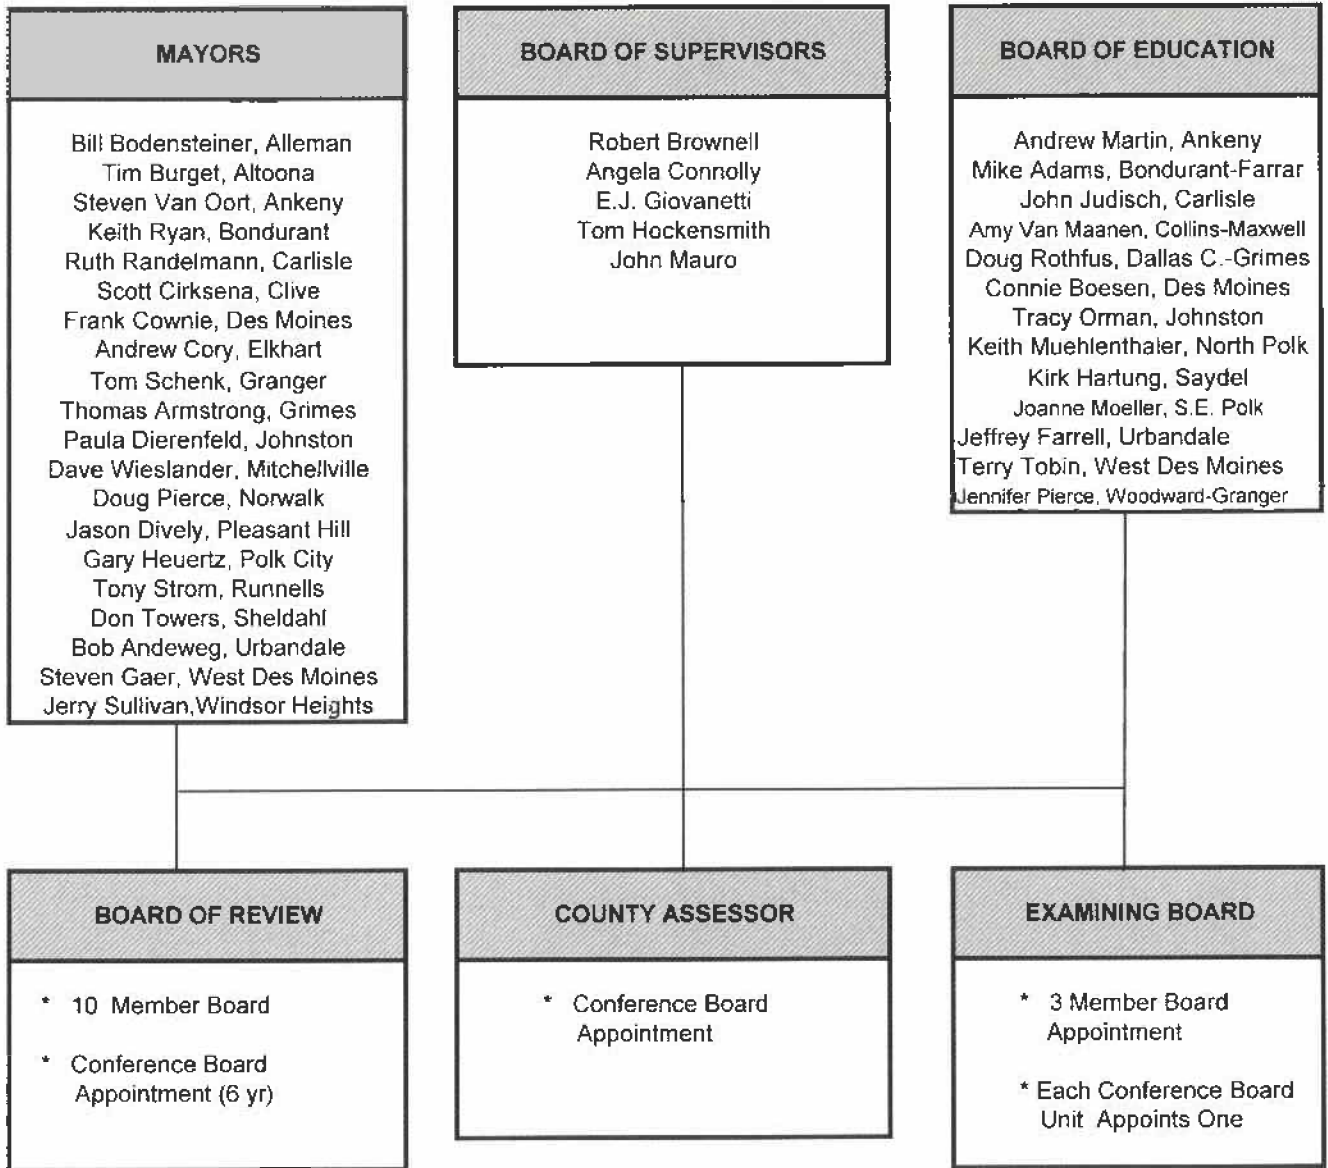 MAYORS
Bill Bodensteiner, Alleman
Tim Burget, Altoona
Steven Van Oort, Ankeny
Keith Ryan, Bondurant
Ruth Randelmann, Carlisle
Scott Cirksena, Clive
Frank Cownie, Des Moines
Andrew Cory, Elkhart
Tom Schenk, Granger
Thomas Armstrong, Grimes
Paula Dierenfeld, Johnston
Dave Wieslander, Mitchellville
Doug Pierce, Norwalk
Jason Dively, Pleasant Hill
Gary Heuertz, Polk City
Tony Strom, Runnells
Don Towers, Sheldahl
Bob Andeweg, Urbandale
Steven Gaer, West Des Moines
Jerry Sullivan,Windsor Heights
BOARD OF SUPERVISORS
Robert Brownell
Angela Connolly
E.J. Giovanetti
Tom Hockensmith
John Mauro
BOARD OF EDUCATION
Andrew Martin, Ankeny
Mike Adams, Bondurant-Farrar
John Judisch, Carlisle
Amy Van Maanen, Collins-Maxwell
Doug Rothfus, Dallas C.-Grimes
Connie Boesen, Des Moines
Tracy Orman, Johnston
Keith Muehlenthaler, North Polk
Kirk Hartung, Saydel
Joanne Moeller, S.E. Polk
Jeffrey Farrell, Urbandale
Terry Tobin, West Des Moines
Jennifer Pierce, Woodward-Granger
BOARD OF REVIEW
* 10 Member Board
* Conference Board
Appointment (6 yr)
COUNTY ASSESSOR
* Conference Board
Appointment
EXAMINING BOARD
* 3 Member Board
Appointment
* Each Conference Board
Unit Appoints One